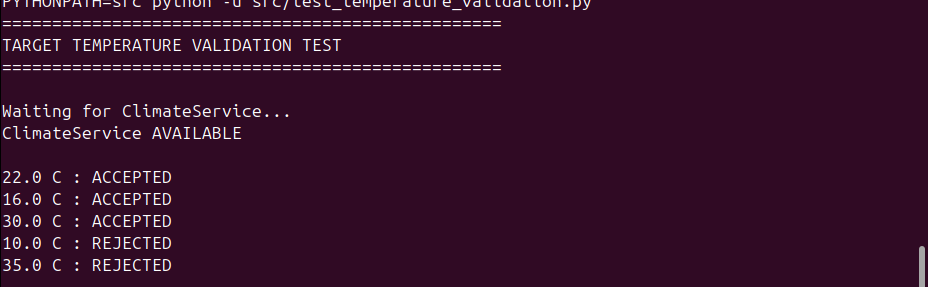 PYTHONPATH=src python -u src/test_temperature_validation.py
==================================================
TARGET TEMPERATURE VALIDATION TEST
==================================================
Waiting for ClimateService...
ClimateService AVAILABLE
22.0 C : ACCEPTED
16.0 C : ACCEPTED
30.0 C : ACCEPTED
10.0 C : REJECTED
35.0 C : REJECTED